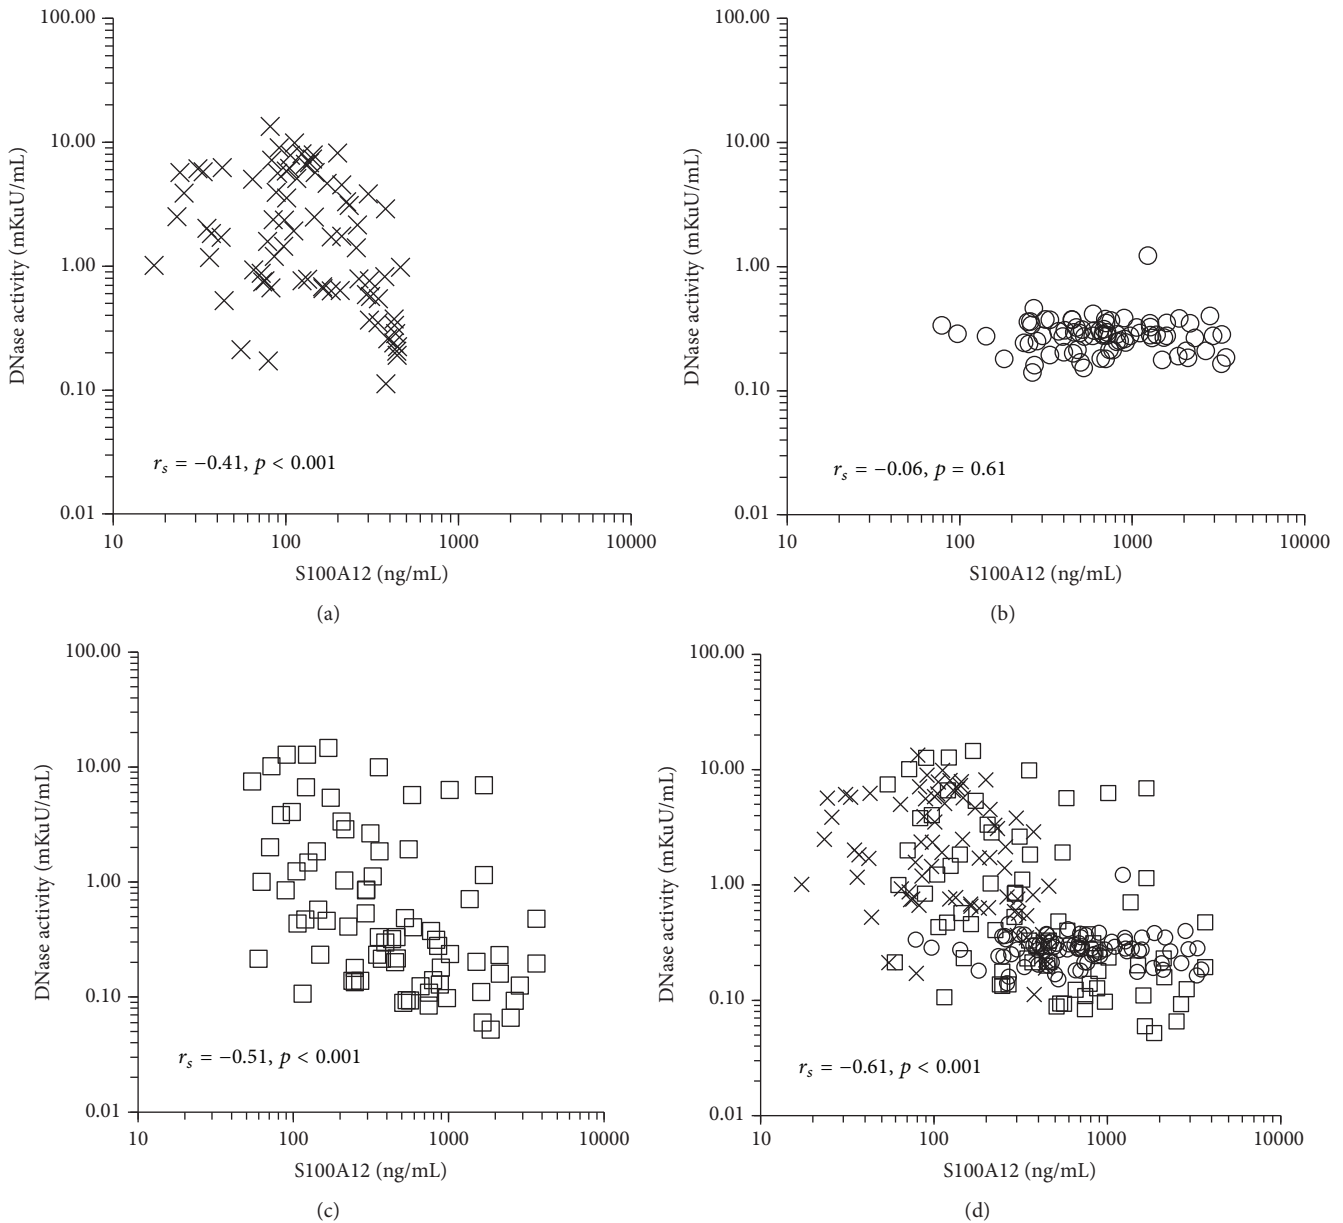 100.00
10.00
1.00
0.10
0.01
DNase activity (mKuU/mL)
r_s = −0.41, p < 0.001
10 100 1000 10000
S100A12 (ng/mL)
(a)
100.00
10.00
1.00
0.10
0.01
DNase activity (mKuU/mL)
r_s = −0.06, p = 0.61
10 100 1000 10000
S100A12 (ng/mL)
(b)
100.00
10.00
1.00
0.10
0.01
DNase activity (mKuU/mL)
r_s = −0.51, p < 0.001
10 100 1000 10000
S100A12 (ng/mL)
(c)
100.00
10.00
1.00
0.10
0.01
DNase activity (mKuU/mL)
r_s = −0.61, p < 0.001
10 100 1000 10000
S100A12 (ng/mL)
(d)